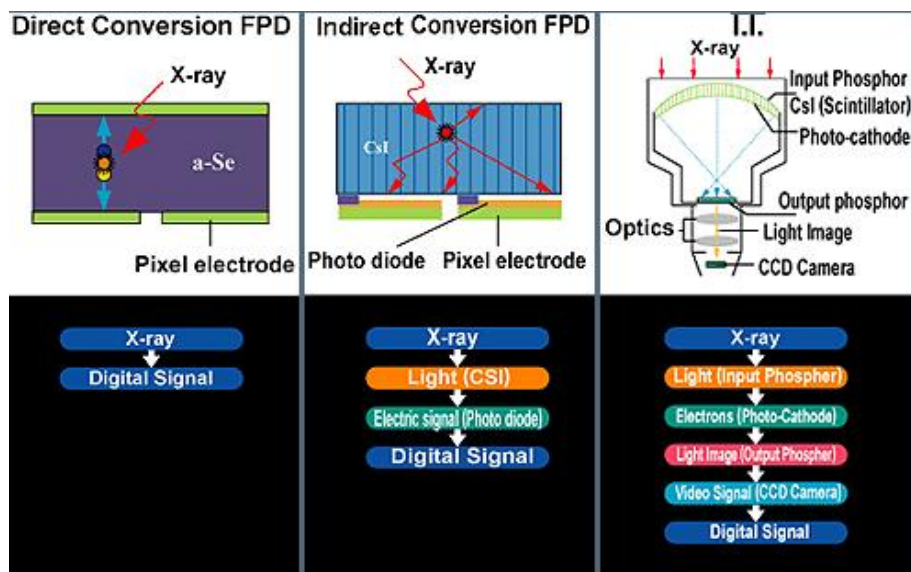 Direct Conversion FPD
X-ray
a-Se
Pixel electrode
X-ray
Digital Signal
Indirect Conversion FPD
X-ray
CsI
Photo diode
Pixel electrode
X-ray
Light (CSI)
Electric signal (Photo diode)
Digital Signal
I.I.
X-ray
Input Phosphor
CsI (Scintillator)
Photo-cathode
Output phosphor
Optics
Light Image
CCD Camera
X-ray
Light (Input Phospher)
Electrons (Photo-Cathode)
Light Image (Output Phospher)
Video Signal (CCD Camera)
Digital Signal